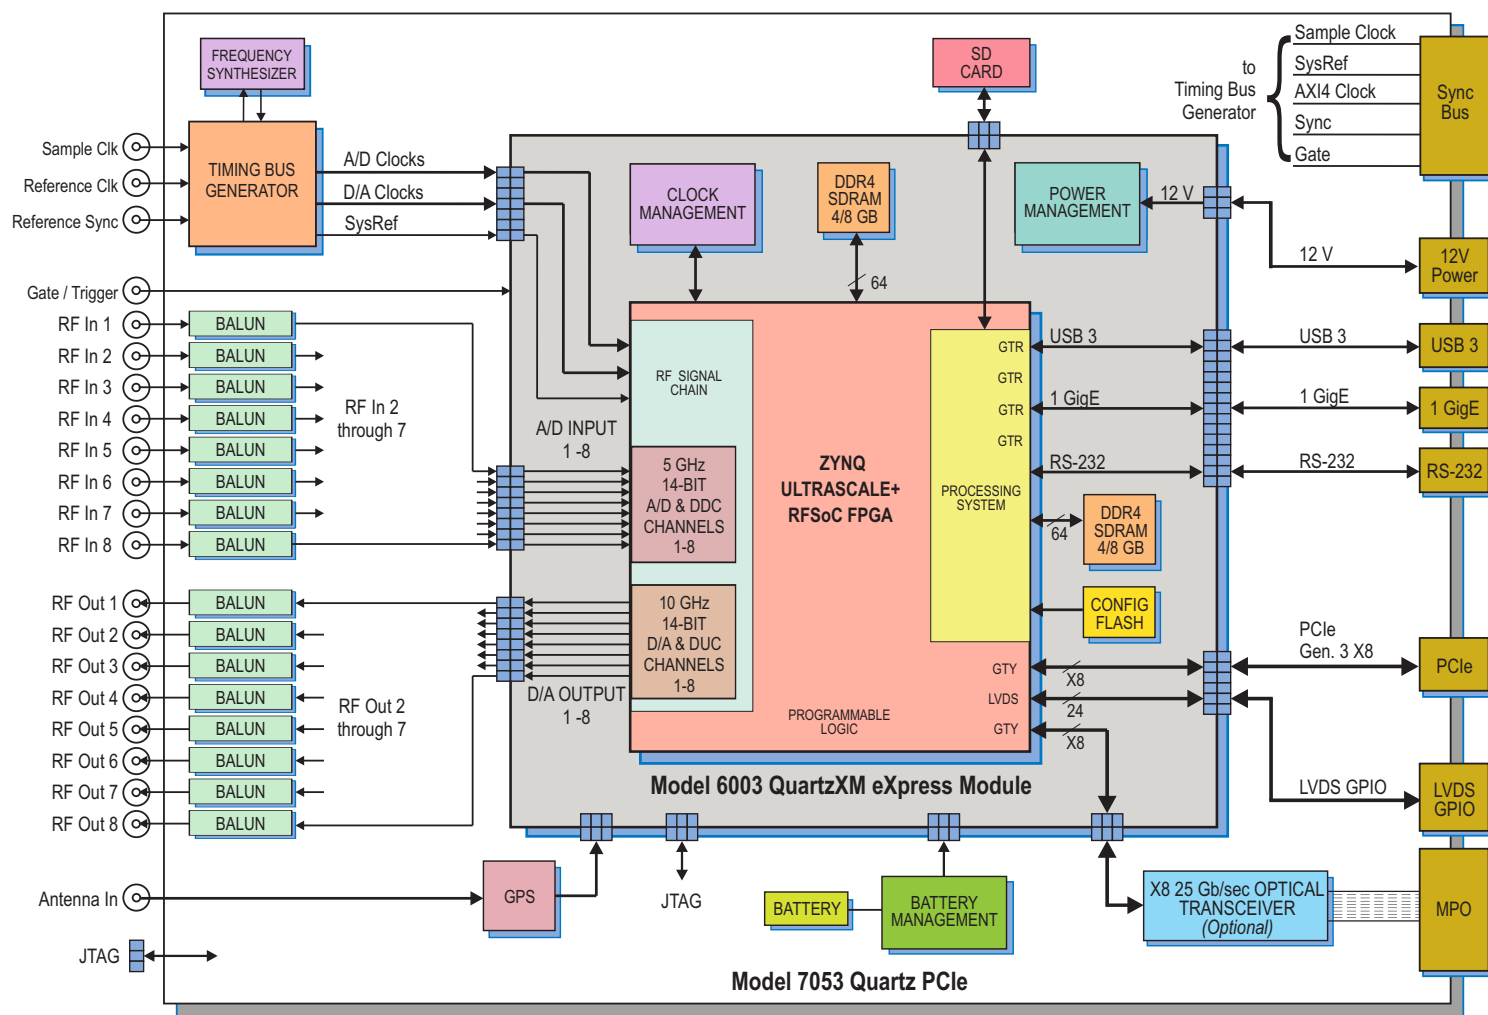 FREQUENCY
SYNTHESIZER
SD
CARD
to
Timing Bus
Generator
Sample Clock
SysRef
AXI4 Clock
Sync
Gate
Sync
Bus
Sample Clk
Reference Clk
Reference Sync
TIMING BUS
GENERATOR
A/D Clocks
D/A Clocks
SysRef
CLOCK
MANAGEMENT
DDR4
SDRAM
4/8 GB
64
POWER
MANAGEMENT
12 V
12 V
12V
Power
Gate / Trigger
RF In 1
BALUN
RF In 2
BALUN
RF In 3
BALUN
RF In 4
BALUN
RF In 5
BALUN
RF In 6
BALUN
RF In 7
BALUN
RF In 8
BALUN
RF In 2
through 7
A/D INPUT
1 -8
RF SIGNAL
CHAIN
5 GHz
14-BIT
A/D & DDC
CHANNELS
1-8
ZYNQ
ULTRASCALE+
RFSoC FPGA
PROCESSING
SYSTEM
GTR
GTR
GTR
GTR
USB 3
1 GigE
RS-232
USB 3
1 GigE
RS-232
USB 3
1 GigE
RS-232
64
DDR4
SDRAM
4/8 GB
CONFIG
FLASH
RF Out 1
BALUN
RF Out 2
BALUN
RF Out 3
BALUN
RF Out 4
BALUN
RF Out 5
BALUN
RF Out 6
BALUN
RF Out 7
BALUN
RF Out 8
BALUN
RF Out 2
through 7
10 GHz
14-BIT
D/A & DUC
CHANNELS
1-8
D/A OUTPUT
1 -8
PROGRAMMABLE
LOGIC
GTY
LVDS
GTY
X8
24
X8
PCIe
Gen. 3 X8
PCIe
LVDS GPIO
LVDS
GPIO
Model 6003 QuartzXM eXpress Module
Antenna In
GPS
JTAG
BATTERY
BATTERY
MANAGEMENT
X8 25 Gb/sec OPTICAL
TRANSCEIVER
(Optional)
MPO
JTAG
Model 7053 Quartz PCIe